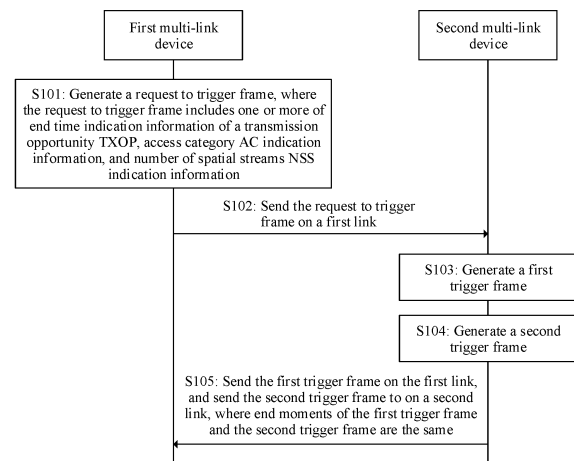 First multi-link
device
Second multi-link
device
S101: Generate a request to trigger frame, where
the request to trigger frame includes one or more of
end time indication information of a transmission
opportunity TXOP, access category AC indication
information, and number of spatial streams NSS
indication information
S102: Send the request to trigger
frame on a first link
S103: Generate a first
trigger frame
S104: Generate a second
trigger frame
S105: Send the first trigger frame on the first link,
and send the second trigger frame to on a second
link, where end moments of the first trigger frame
and the second trigger frame are the same